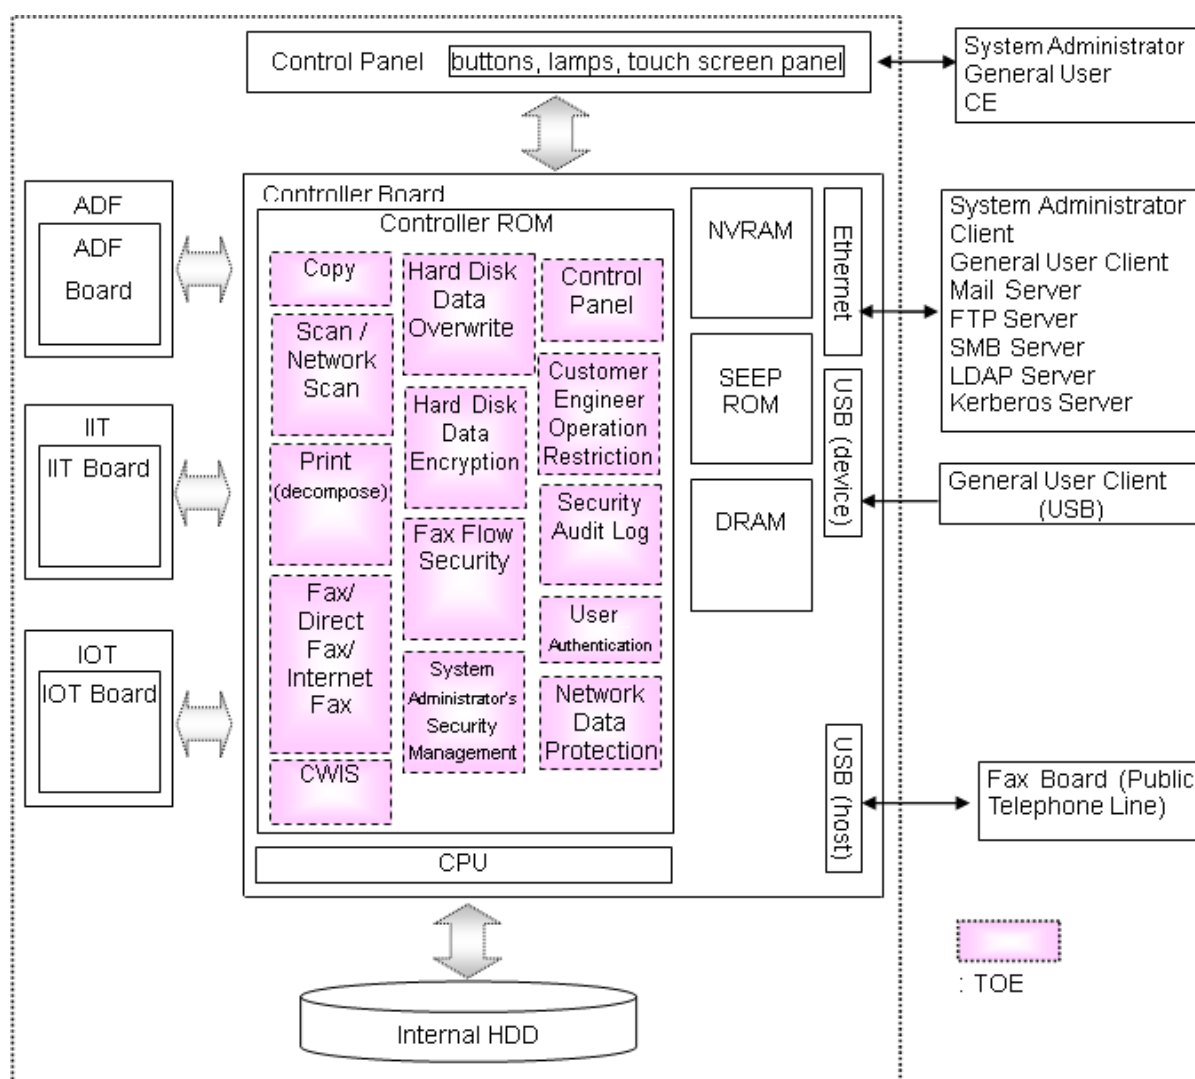 Control Panel buttons, lamps, touch screen panel
System Administrator
General User
CE
ADF
ADF
Board
IIT
IIT Board
IOT
IOT Board
Controller Board
Controller ROM
Copy
Scan /
Network
Scan
Print
(decompose)
Fax/
Direct
Fax/
Internet
Fax
CWIS
Hard Disk
Data
Overwrite
Hard Disk
Data
Encryption
Fax Flow
Security
System
Administrator's
Security
Management
Control
Panel
Customer
Engineer
Operation
Restriction
Security
Audit Log
User
Authentication
Network
Data
Protection
NVRAM
SEEP
ROM
DRAM
Ethernet
USB (device)
USB (host)
CPU
Internal HDD
System Administrator
Client
General User Client
Mail Server
FTP Server
SMB Server
LDAP Server
Kerberos Server
General User Client
(USB)
Fax Board (Public
Telephone Line)
: TOE